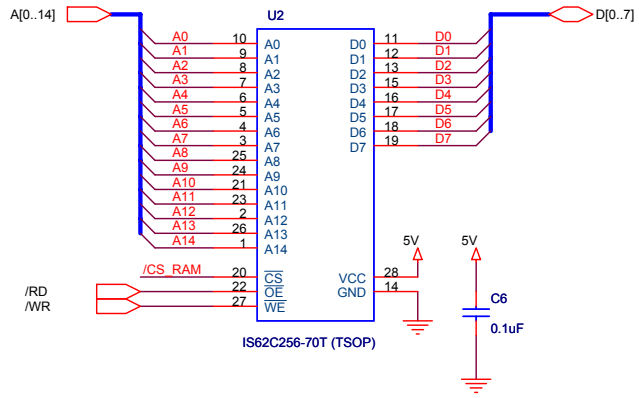 A[0..14] U2 D[0..7]
A0 10 A0 D0 11 D0
A1 9 A1 D1 12 D1
A2 8 A2 D2 13 D2
A3 7 A3 D3 15 D3
A4 6 A4 D4 16 D4
A5 5 A5 D5 17 D5
A6 4 A6 D6 18 D6
A7 3 A7 D7 19 D7
A8 25 A8
A9 24 A9
A10 21 A10
A11 23 A11
A12 2 A12
A13 26 A13
A14 1 A14
5V 5V
/CS_RAM 20 CS VCC 28
/RD 22 OE GND 14
/WR 27 WE
C6
0.1uF
IS62C256-70T (TSOP)